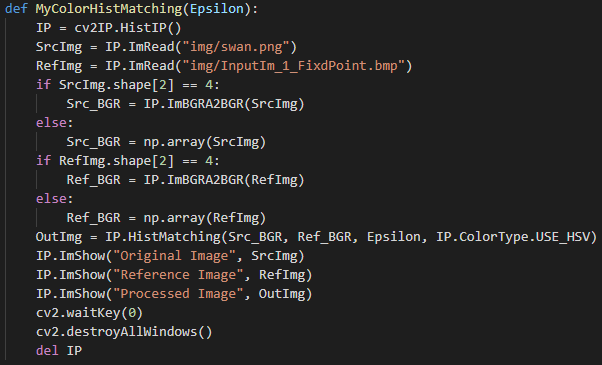 def MyColorHistMatching(Epsilon):
    IP = cv2IP.HistIP()
    SrcImg = IP.ImRead("img/swan.png")
    RefImg = IP.ImRead("img/InputIm_1_FixdPoint.bmp")
    if SrcImg.shape[2] == 4:
        Src_BGR = IP.ImBGRA2BGR(SrcImg)
    else:
        Src_BGR = np.array(SrcImg)
    if RefImg.shape[2] == 4:
        Ref_BGR = IP.ImBGRA2BGR(RefImg)
    else:
        Ref_BGR = np.array(RefImg)
    OutImg = IP.HistMatching(Src_BGR, Ref_BGR, Epsilon, IP.ColorType.USE_HSV)
    IP.ImShow("Original Image", SrcImg)
    IP.ImShow("Reference Image", RefImg)
    IP.ImShow("Processed Image", OutImg)
    cv2.waitKey(0)
    cv2.destroyAllWindows()
    del IP